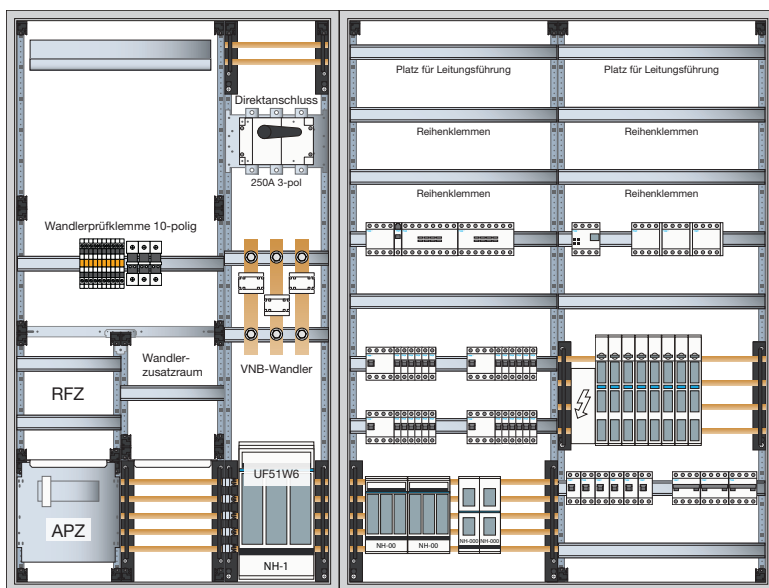 Direktanschluss
250A 3-pol
Wandlerprüfklemme 10-polig
Wandler-
zusatzraum
VNB-Wandler
RFZ
APZ
UF51W6
NH-1
Platz für Leitungsführung
Platz für Leitungsführung
Reihenklemmen
Reihenklemmen
Reihenklemmen
Reihenklemmen
NH-00
NH-00
NH-000
NH-000